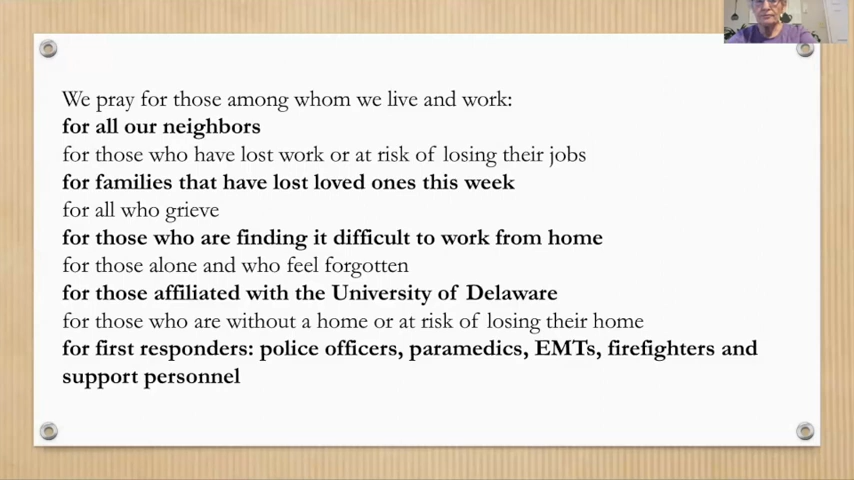 We pray for those among whom we live and work:
for all our neighbors
for those who have lost work or at risk of losing their jobs
for families that have lost loved ones this week
for all who grieve
for those who are finding it difficult to work from home
for those alone and who feel forgotten
for those affiliated with the University of Delaware
for those who are without a home or at risk of losing their home
for first responders: police officers, paramedics, EMTs, firefighters and
support personnel